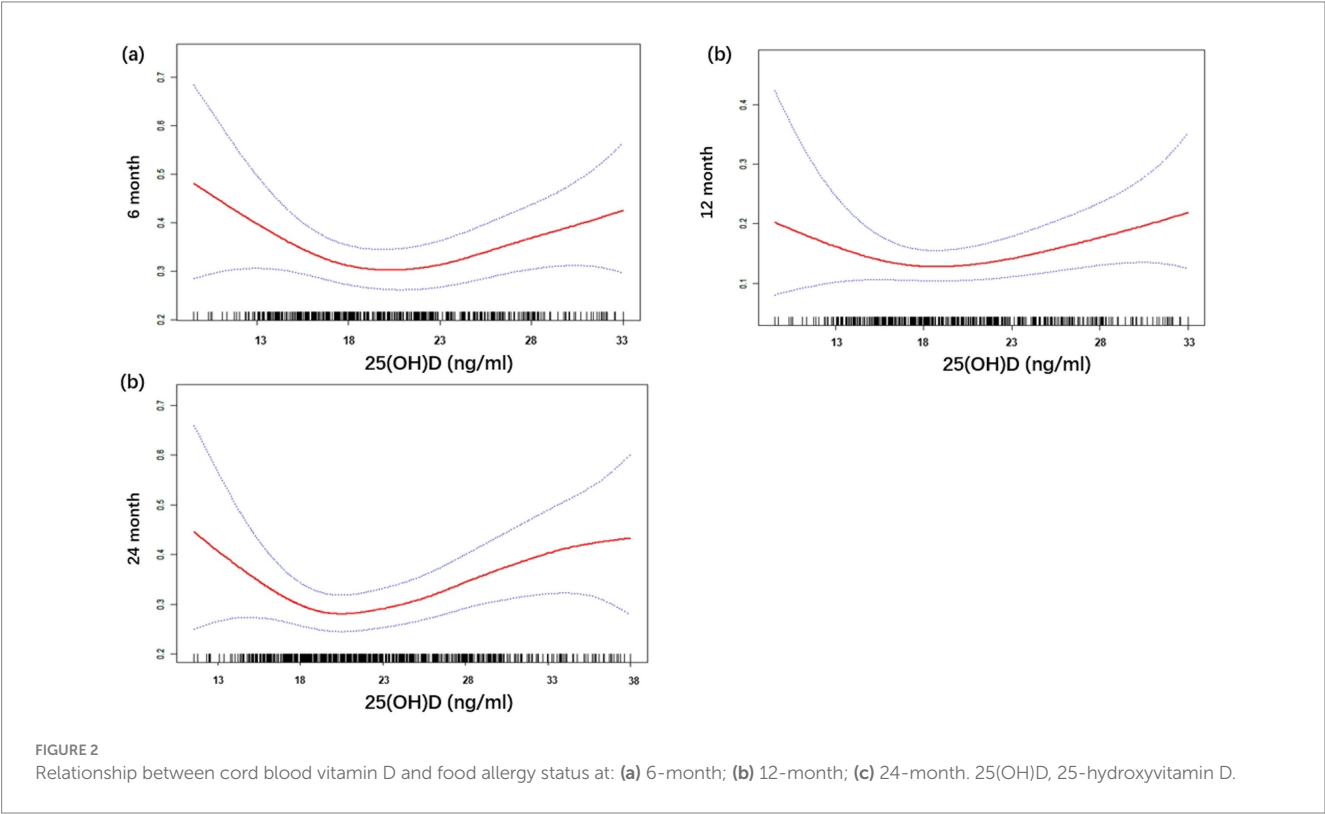 (a)
0.7
0.6
0.5
0.4
0.3
0.2
6 month
13 18 23 28 33
25(OH)D (ng/ml)
(b)
0.4
0.3
0.2
0.1
12 month
13 18 23 28 33
25(OH)D (ng/ml)
(b)
0.7
0.6
0.5
0.4
0.3
0.2
24 month
13 18 23 28 33 38
25(OH)D (ng/ml)
FIGURE 2
Relationship between cord blood vitamin D and food allergy status at: (a) 6-month; (b) 12-month; (c) 24-month. 25(OH)D, 25-hydroxyvitamin D.